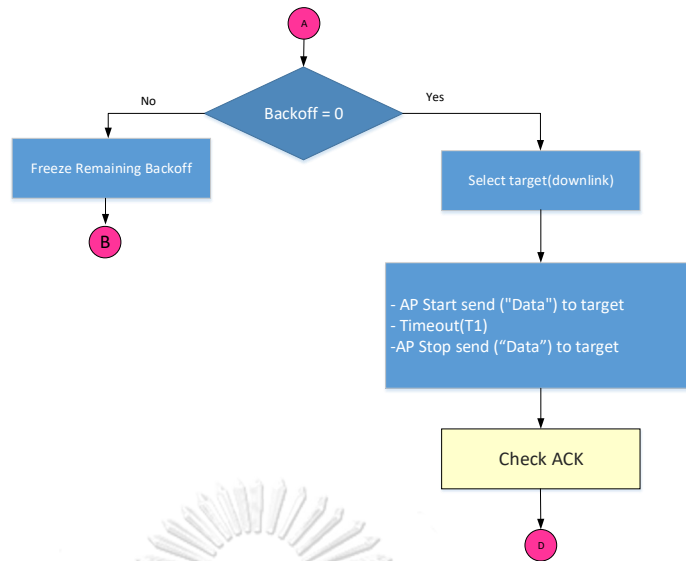 A
Backoff = 0
No
Yes
Freeze Remaining Backoff
Select target(downlink)
B
- AP Start send ("Data") to target
- Timeout(T1)
-AP Stop send (“Data”) to target
Check ACK
D